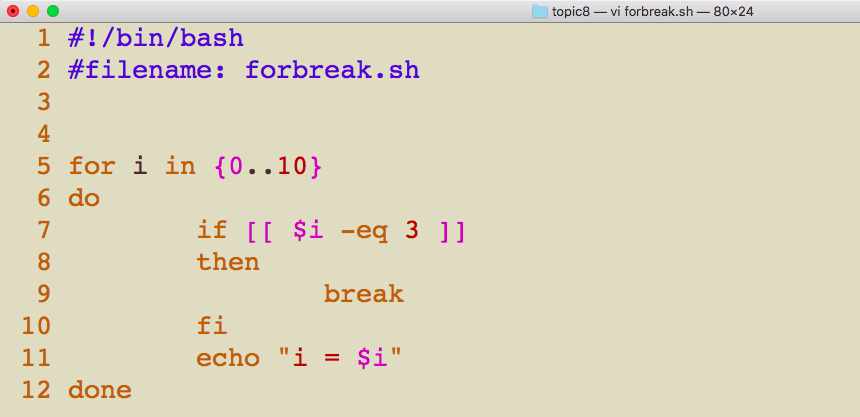 topic8 — vi forbreak.sh — 80×24
1 #!/bin/bash
2 #filename: forbreak.sh
3
4
5 for i in {0..10}
6 do
7         if [[ $i -eq 3 ]]
8         then
9                 break
10         fi
11         echo "i = $i"
12 done